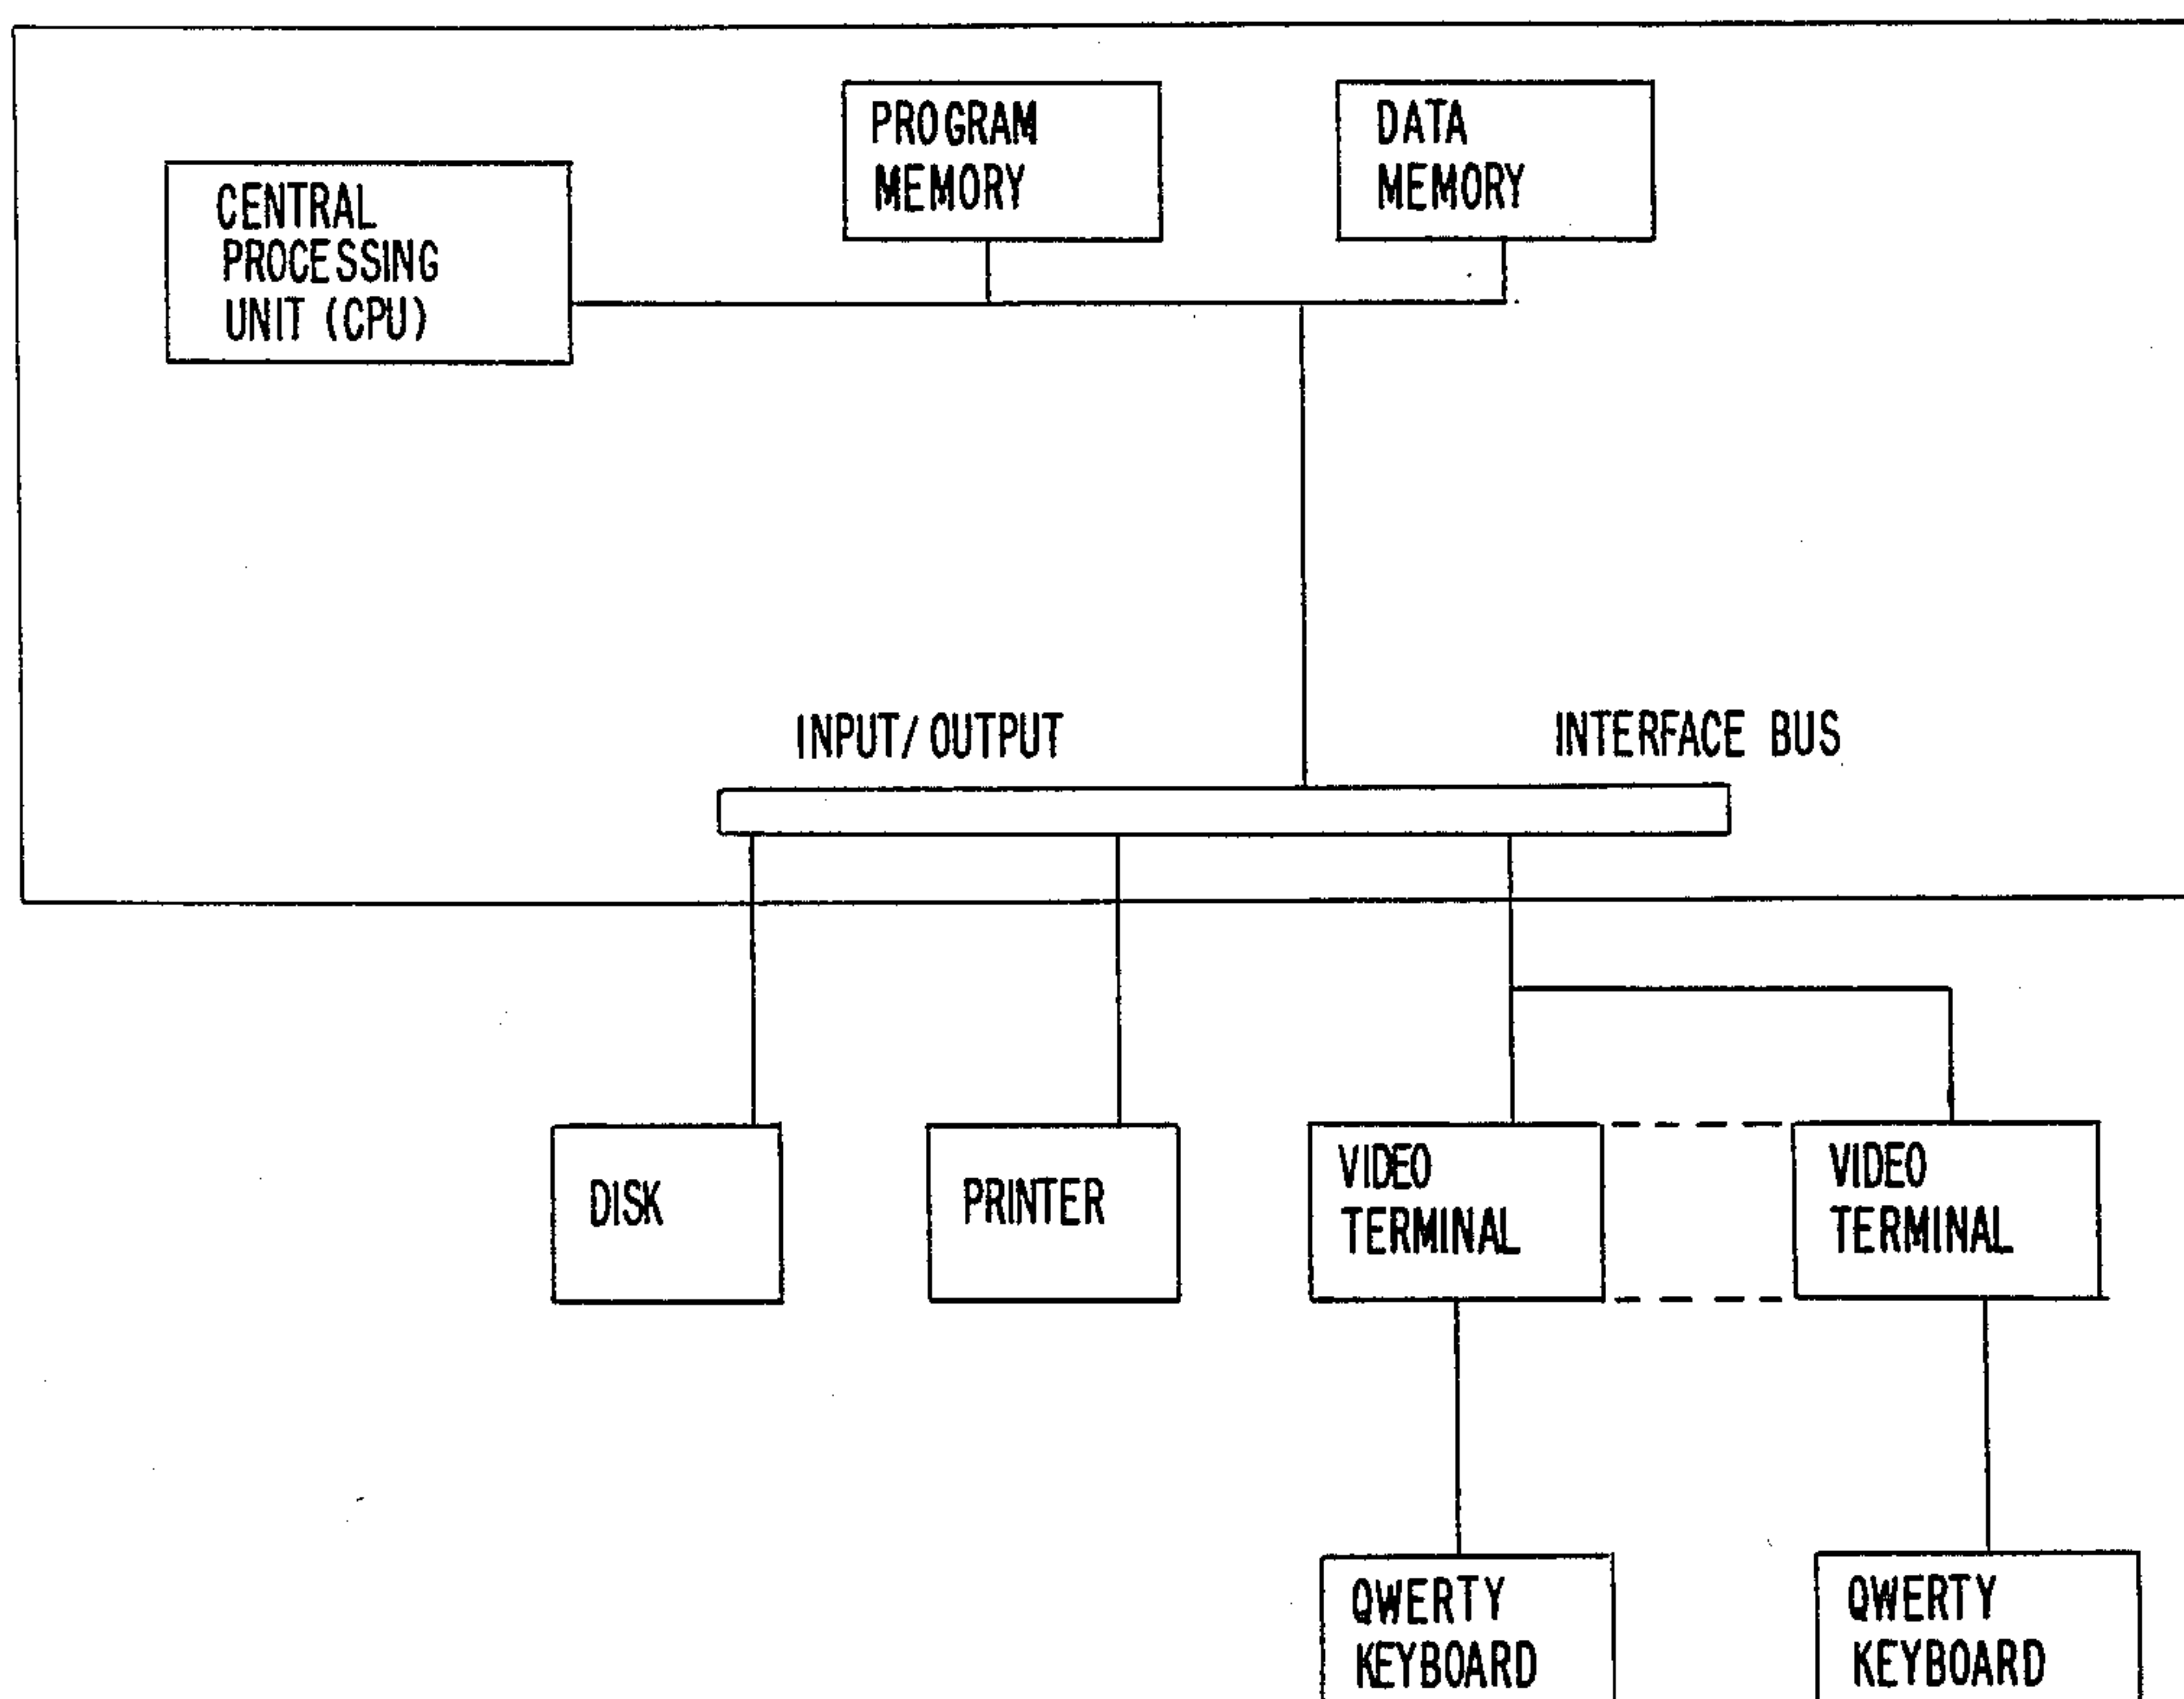 PROGRAM
MEMORY
DATA
MEMORY
CENTRAL
PROCESSING
UNIT (CPU)
INPUT/OUTPUT
INTERFACE BUS
DISK
PRINTER
VIDEO
TERMINAL
VIDEO
TERMINAL
QWERTY
KEYBOARD
QWERTY
KEYBOARD